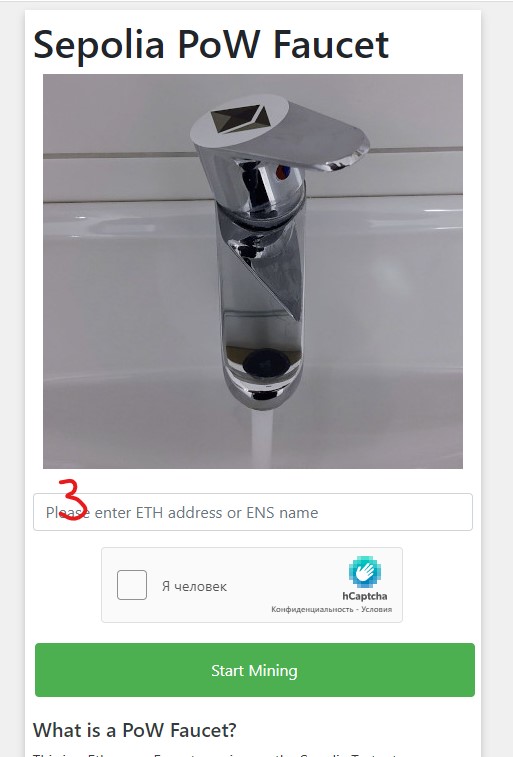 Sepolia PoW Faucet
3
Please enter ETH address or ENS name
Я человек
hCaptcha
Конфиденциальность - Условия
Start Mining
What is a PoW Faucet?